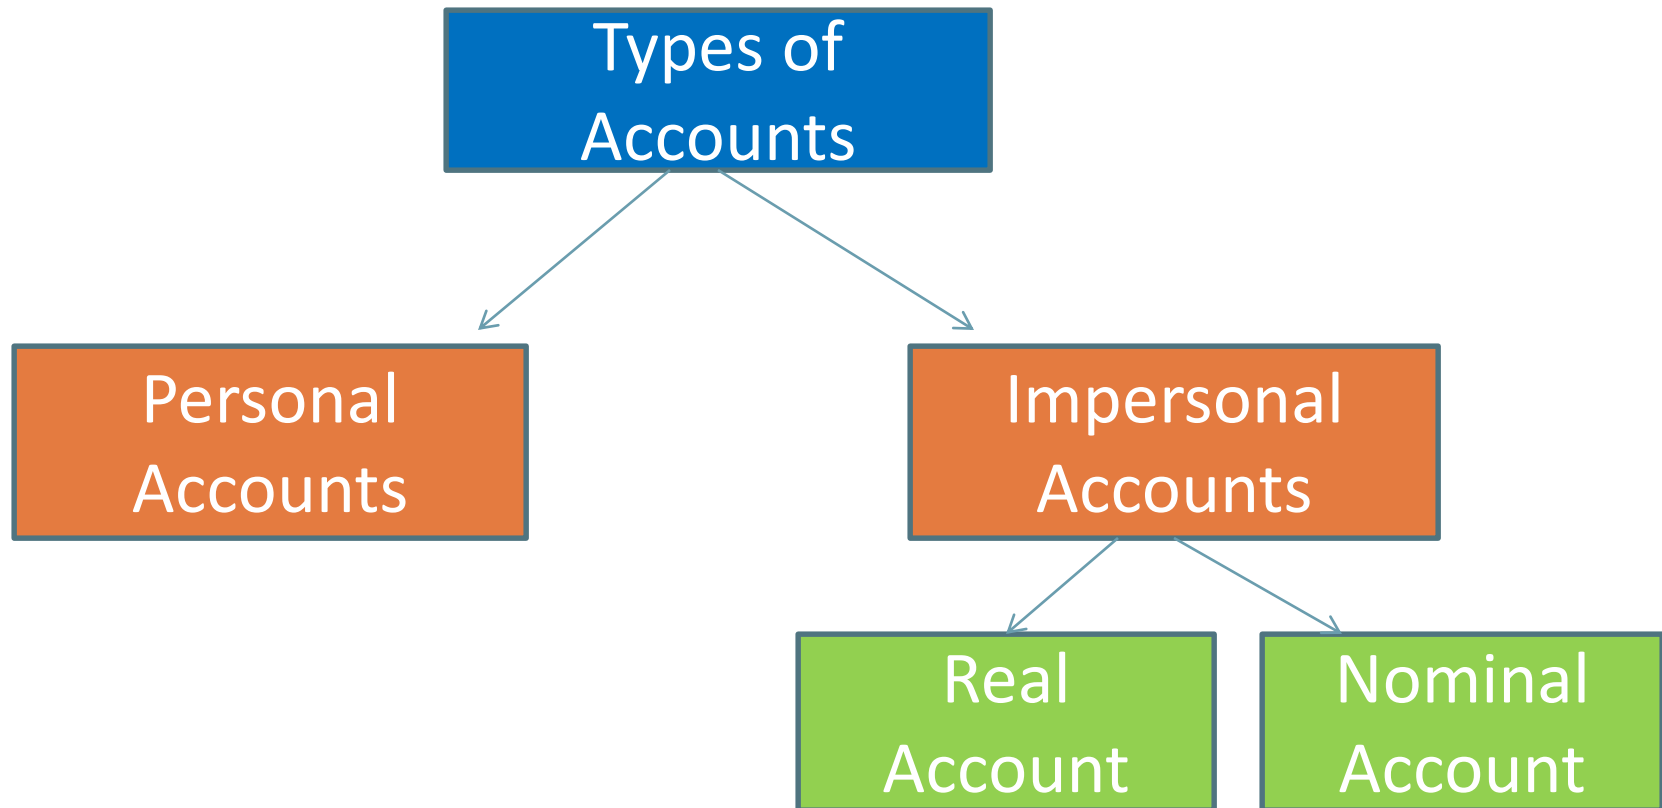 Types of
Accounts
Personal
Accounts
Impersonal
Accounts
Real
Account
Nominal
Account